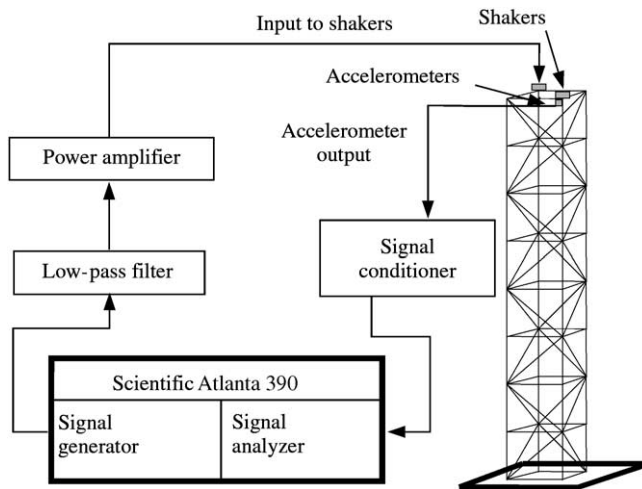 Input to shakers
Shakers
Accelerometers
Accelerometer
output
Power amplifier
Low-pass filter
Signal
conditioner
Scientific Atlanta 390
Signal
generator
Signal
analyzer